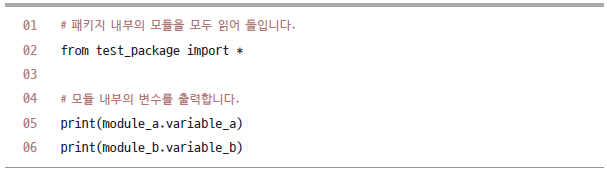 01 # 패키지 내부의 모듈을 모두 읽어 들입니다.
02 from test_package import *
03
04 # 모듈 내부의 변수를 출력합니다.
05 print(module_a.variable_a)
06 print(module_b.variable_b)